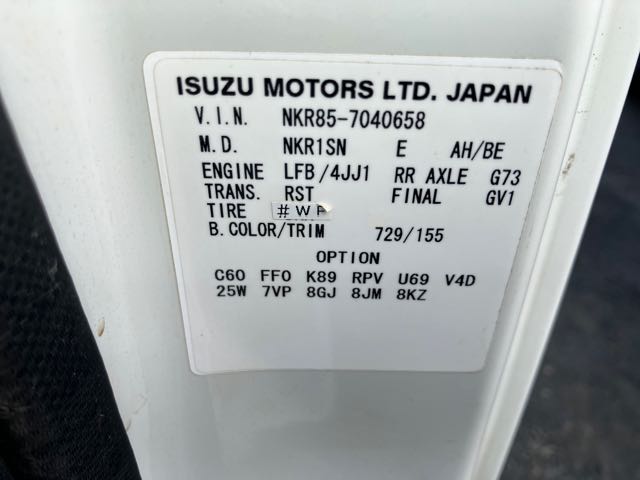 ISUZU MOTORS LTD. JAPAN
V.I.N. NKR85-7040658
M.D. NKR1SN E AH/BE
ENGINE LFB/4JJ1 RR AXLE G73
TRANS. RST FINAL GV1
TIRE #WP
B.COLOR/TRIM 729/155
OPTION
C60 FF0 K89 RPV U69 V4D
25W 7VP 8GJ 8JM 8KZ